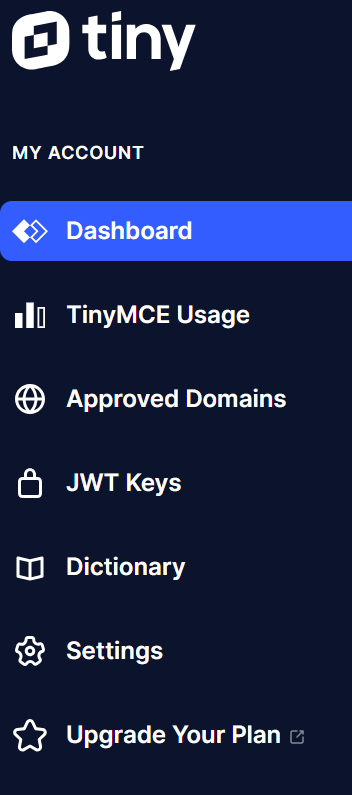 tiny
MY ACCOUNT
Dashboard
TinyMCE Usage
Approved Domains
JWT Keys
Dictionary
Settings
Upgrade Your Plan